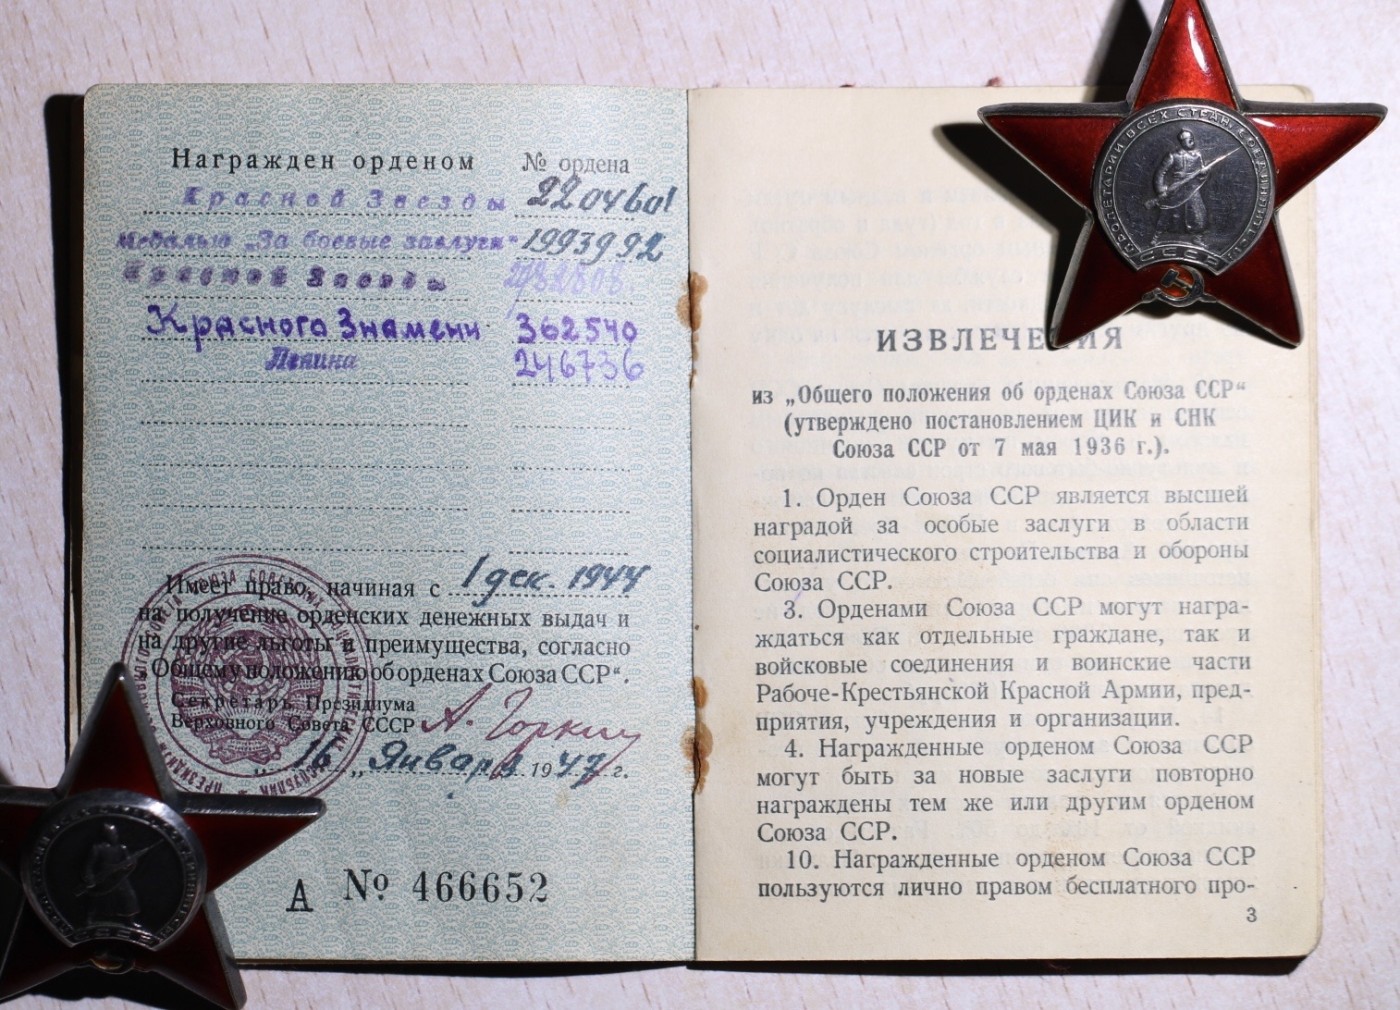 Награжден орденом № ордена
Красной Звезды 2204601
Медалью „За боевые заслуги“ 1993992
Красной Звезды
Красного Знамени 362540
Ленина 246736
Имеет право, начиная с 1 дек. 1944
на получение орденских денежных выдач и
на другие льготы и преимущества, согласно
„Общему положению об орденах Союза ССР“.
Секретарь Президиума
Верховного Совета СССР А. Горкин
„16„ Января 1947 г.
А № 466652
ИЗВЛЕЧЕНИЯ
из „Общего положения об орденах Союза ССР“
(утверждено постановлением ЦИК и СНК
Союза ССР от 7 мая 1936 г.).
1. Орден Союза ССР является высшей
наградой за особые заслуги в области
социалистического строительства и обороны
Союза ССР.
3. Орденами Союза ССР могут награ-
ждаться как отдельные граждане, так и
войсковые соединения и воинские части
Рабоче-Крестьянской Красной Армии, пред-
приятия, учреждения и организации.
4. Награжденные орденом Союза ССР
могут быть за новые заслуги повторно
награждены тем же или другим орденом
Союза ССР.
10. Награжденные орденом Союза ССР
пользуются лично правом бесплатного про-
3
ПРОЛЕТАРИИ ВСЕХ СТРАН, СОЕДИНЯЙТЕСЬ!
СССР